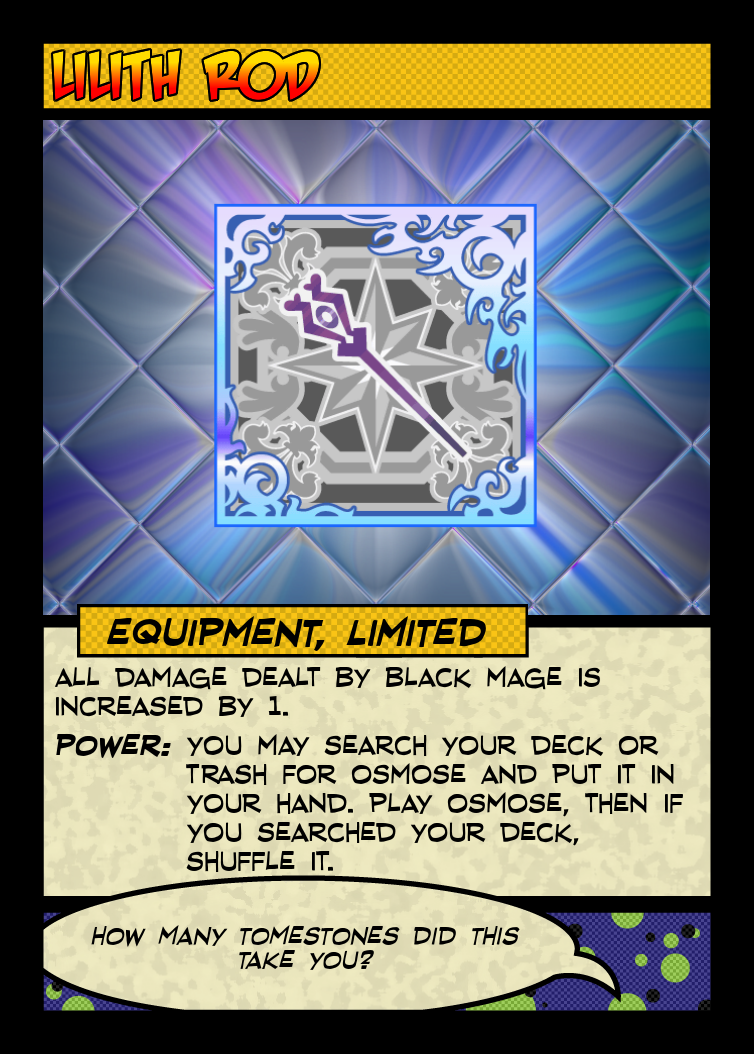 LILITH ROD
EQUIPMENT, LIMITED
ALL DAMAGE DEALT BY BLACK MAGE IS
INCREASED BY 1.
POWER: YOU MAY SEARCH YOUR DECK OR
TRASH FOR OSMOSE AND PUT IT IN
YOUR HAND. PLAY OSMOSE, THEN IF
YOU SEARCHED YOUR DECK,
SHUFFLE IT.
HOW MANY TOMESTONES DID THIS
TAKE YOU?